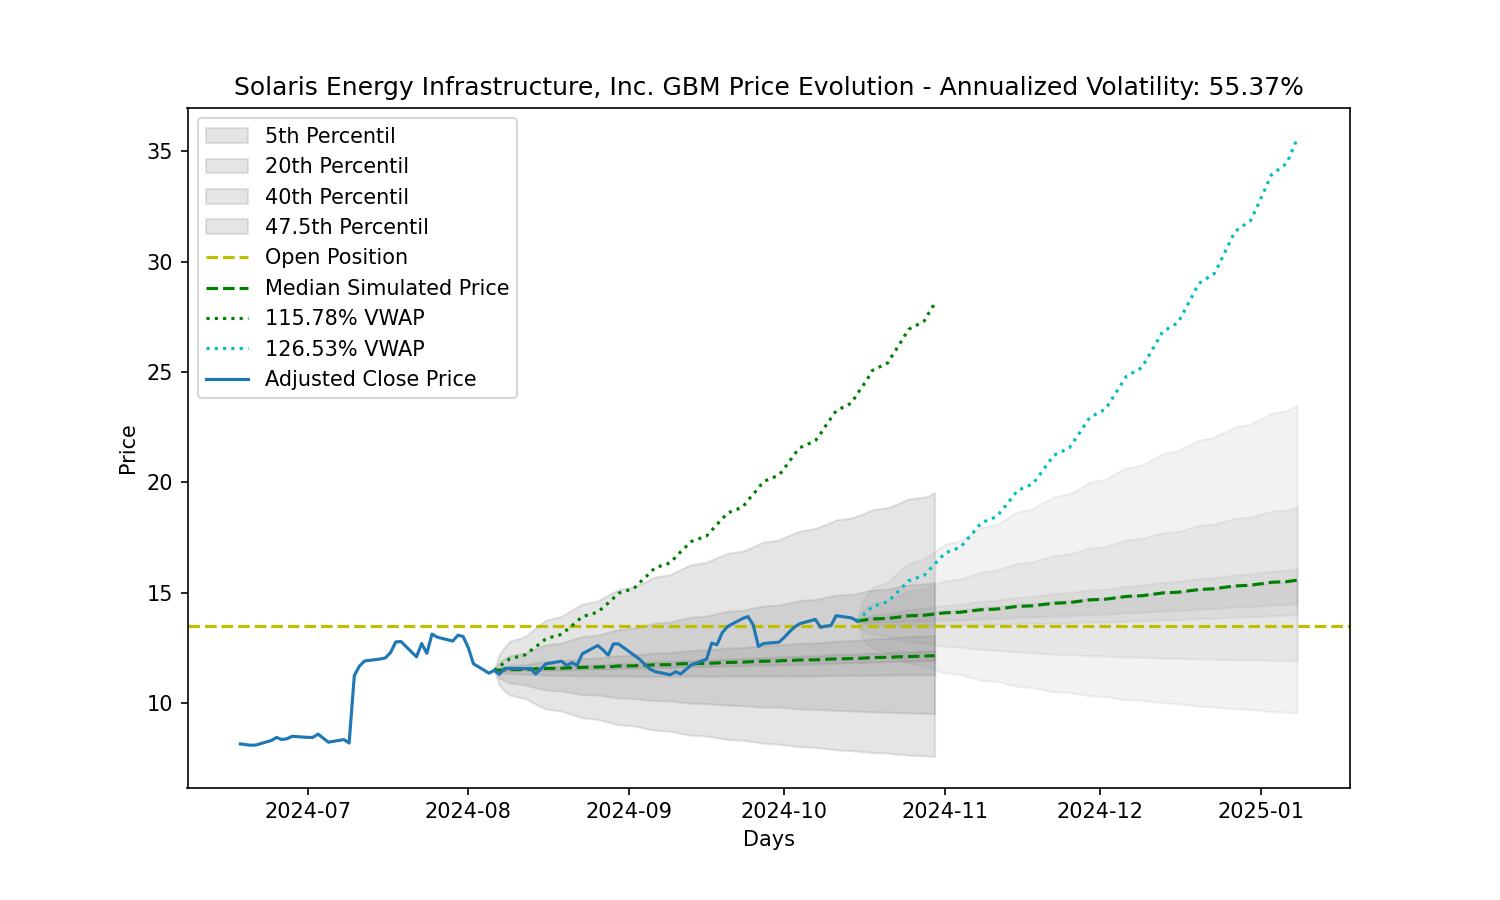 Solaris Energy Infrastructure, Inc. GBM Price Evolution - Annualized Volatility: 55.37%
5th Percentil
20th Percentil
40th Percentil
47.5th Percentil
Open Position
Median Simulated Price
115.78% VWAP
126.53% VWAP
Adjusted Close Price
35
30
25
20
15
10
Price
2024-07
2024-08
2024-09
2024-10
2024-11
2024-12
2025-01
Days